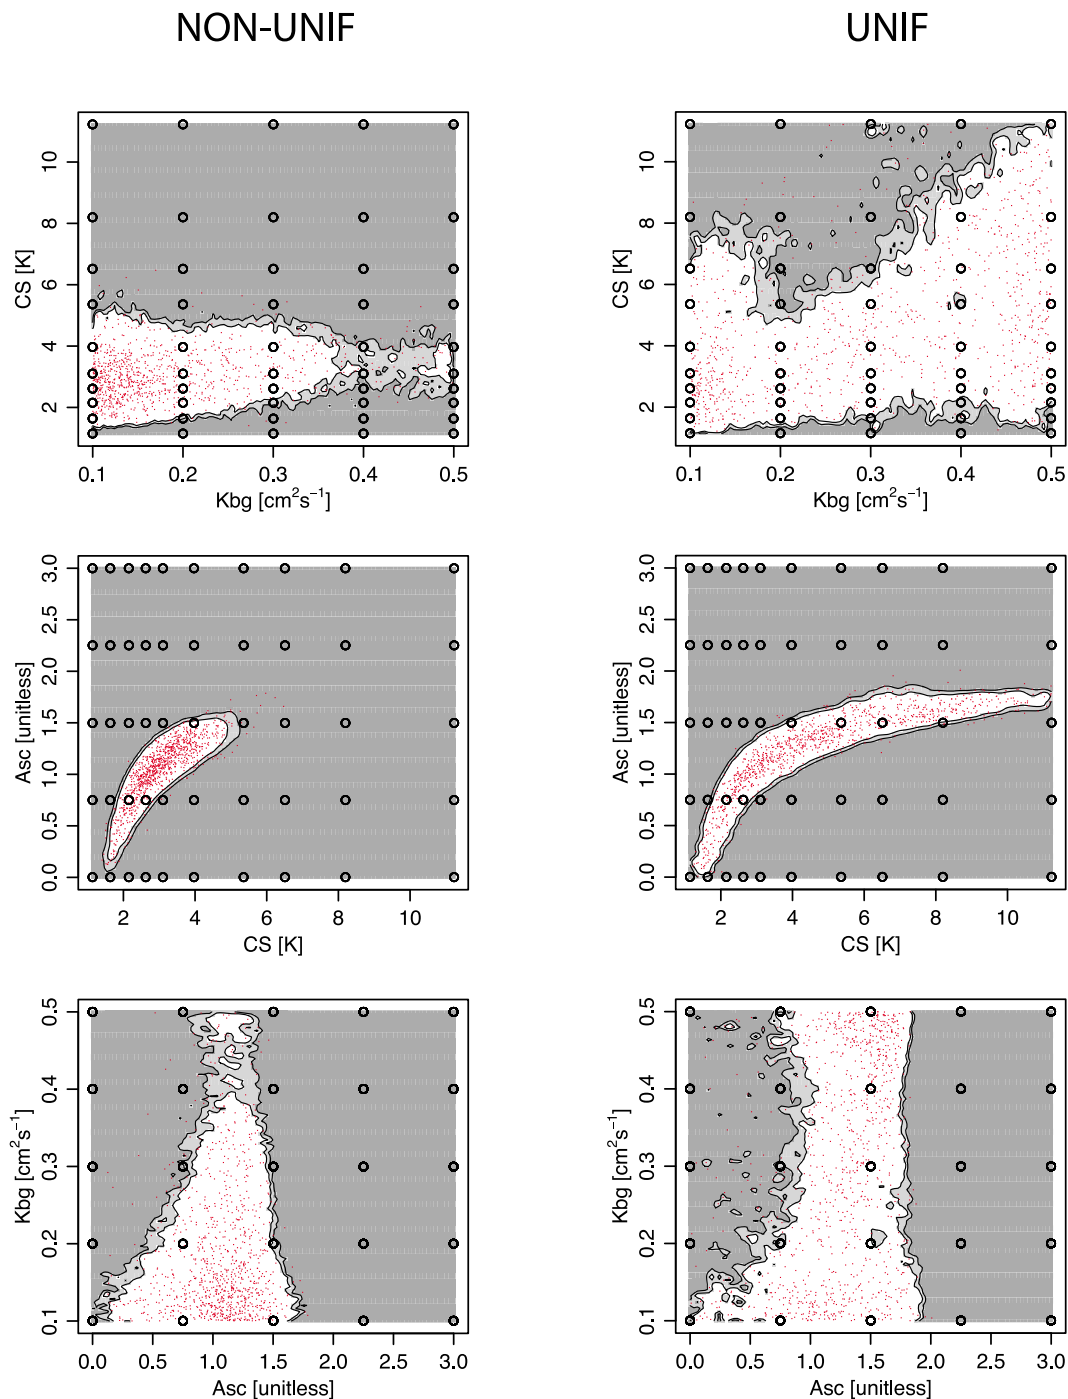 NON-UNIF UNIF
CS [K]
10
8
6
4
2
0.1 0.2 0.3 0.4 0.5
Kbg [cm²s⁻¹]
CS [K]
10
8
6
4
2
0.1 0.2 0.3 0.4 0.5
Kbg [cm²s⁻¹]
Asc [unitless]
3.0
2.5
2.0
1.5
1.0
0.5
0.0
2 4 6 8 10
CS [K]
Asc [unitless]
3.0
2.5
2.0
1.5
1.0
0.5
0.0
2 4 6 8 10
CS [K]
Kbg [cm²s⁻¹]
0.5
0.4
0.3
0.2
0.1
0.0 0.5 1.0 1.5 2.0 2.5 3.0
Asc [unitless]
Kbg [cm²s⁻¹]
0.5
0.4
0.3
0.2
0.1
0.0 0.5 1.0 1.5 2.0 2.5 3.0
Asc [unitless]